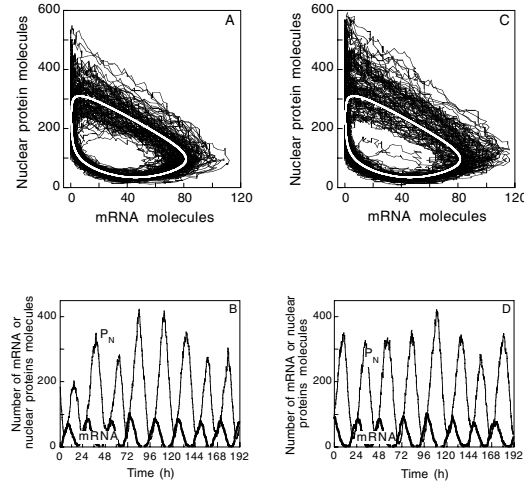 A
Nuclear protein molecules
600
400
200
0
0
40
80
120
mRNA molecules
C
Nuclear protein molecules
600
400
200
0
0
40
80
120
mRNA molecules
B
Number of mRNA or
nuclear proteins molecules
400
200
0
P_N
mRNA
0 24 48 72 96 120 144 168 192
Time (h)
D
Number of mRNA or nuclear
proteins molecules
400
200
0
P_N
mRNA
0 24 48 72 96 120 144 168 192
Time (h)